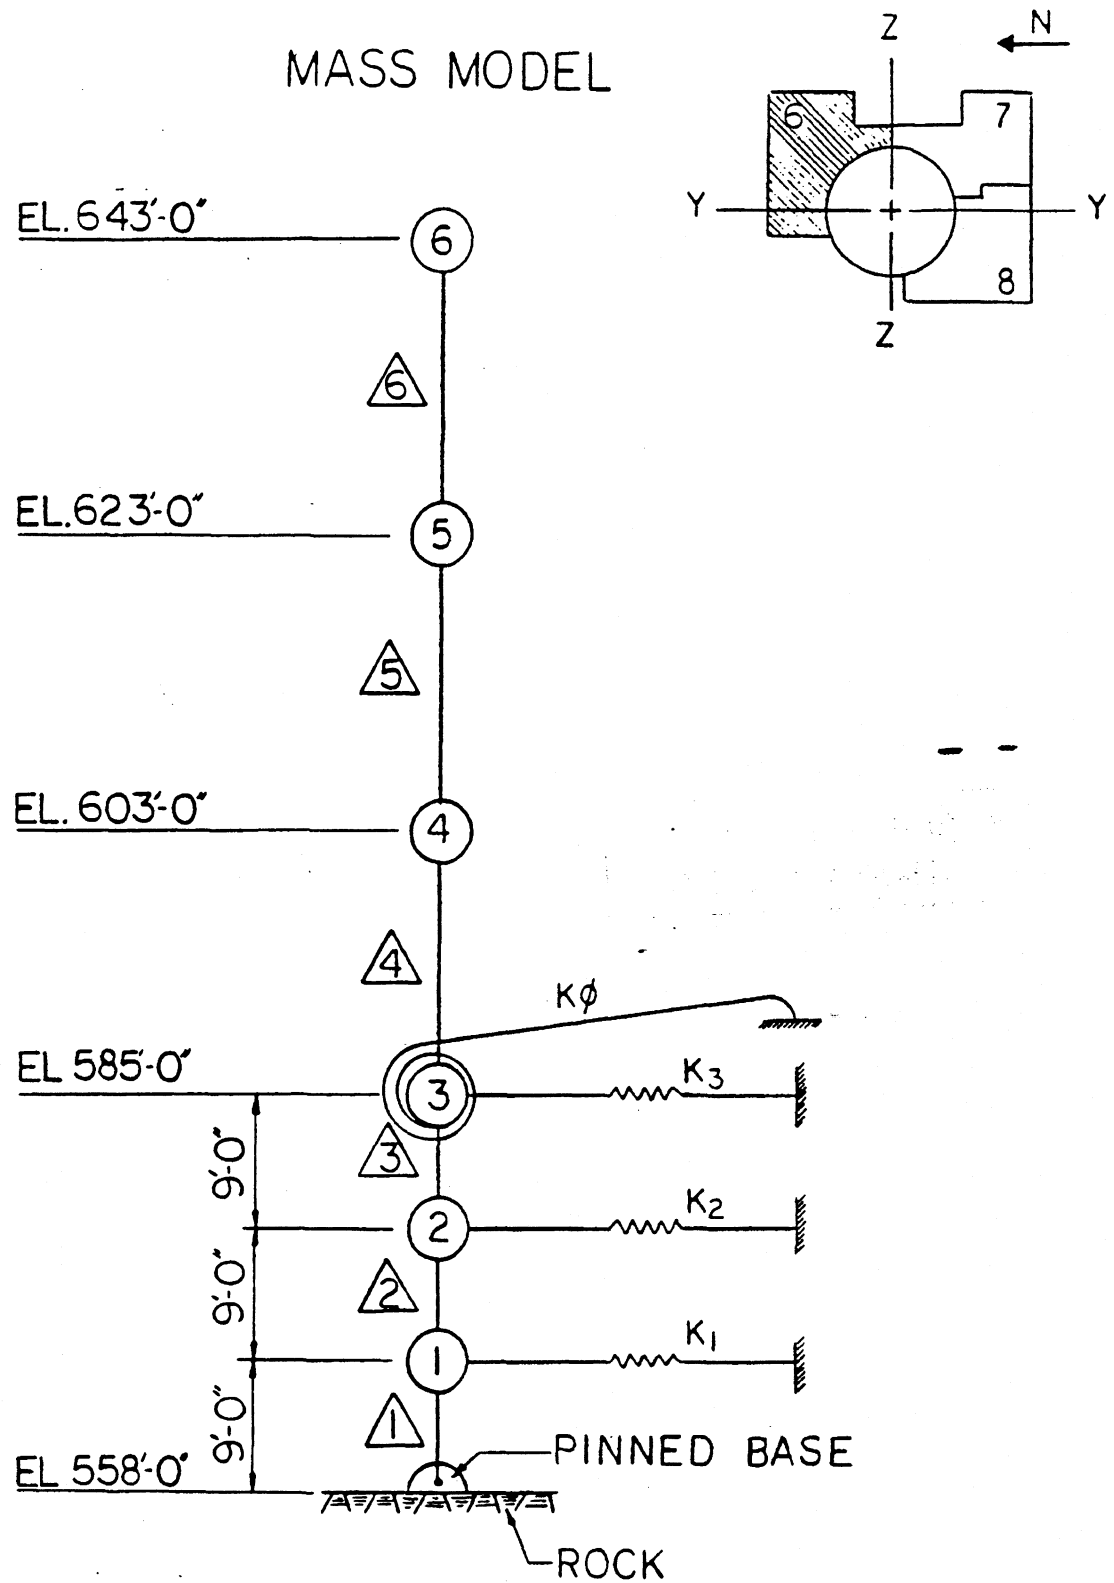 MASS MODEL
N
Z
6
7
Y
Y
8
Z
EL. 643'-0"
6
6
EL. 623'-0"
5
5
EL. 603'-0"
4
4
KØ
EL 585'-0"
3
K3
3
9'-0"
2
K2
2
9'-0"
1
K1
1
9'-0"
PINNED BASE
EL 558'-0"
ROCK